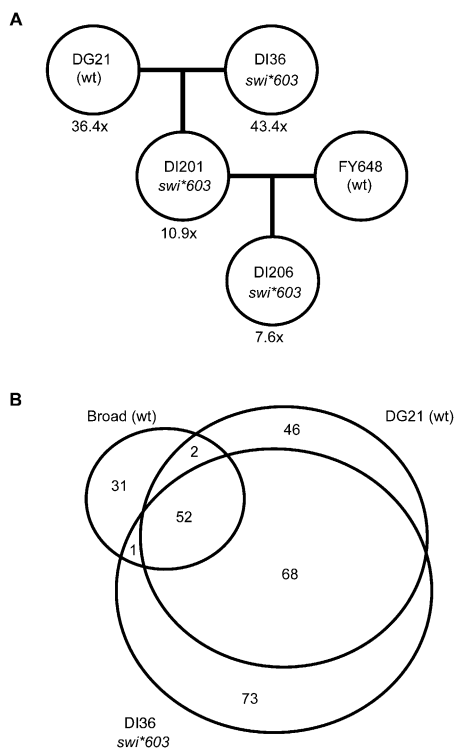 A
DG21
(wt)
DI36
swi*603
36.4x
43.4x
DI201
swi*603
FY648
(wt)
10.9x
DI206
swi*603
7.6x
B
Broad (wt)
46
DG21 (wt)
2
31
52
1
68
73
DI36
swi*603